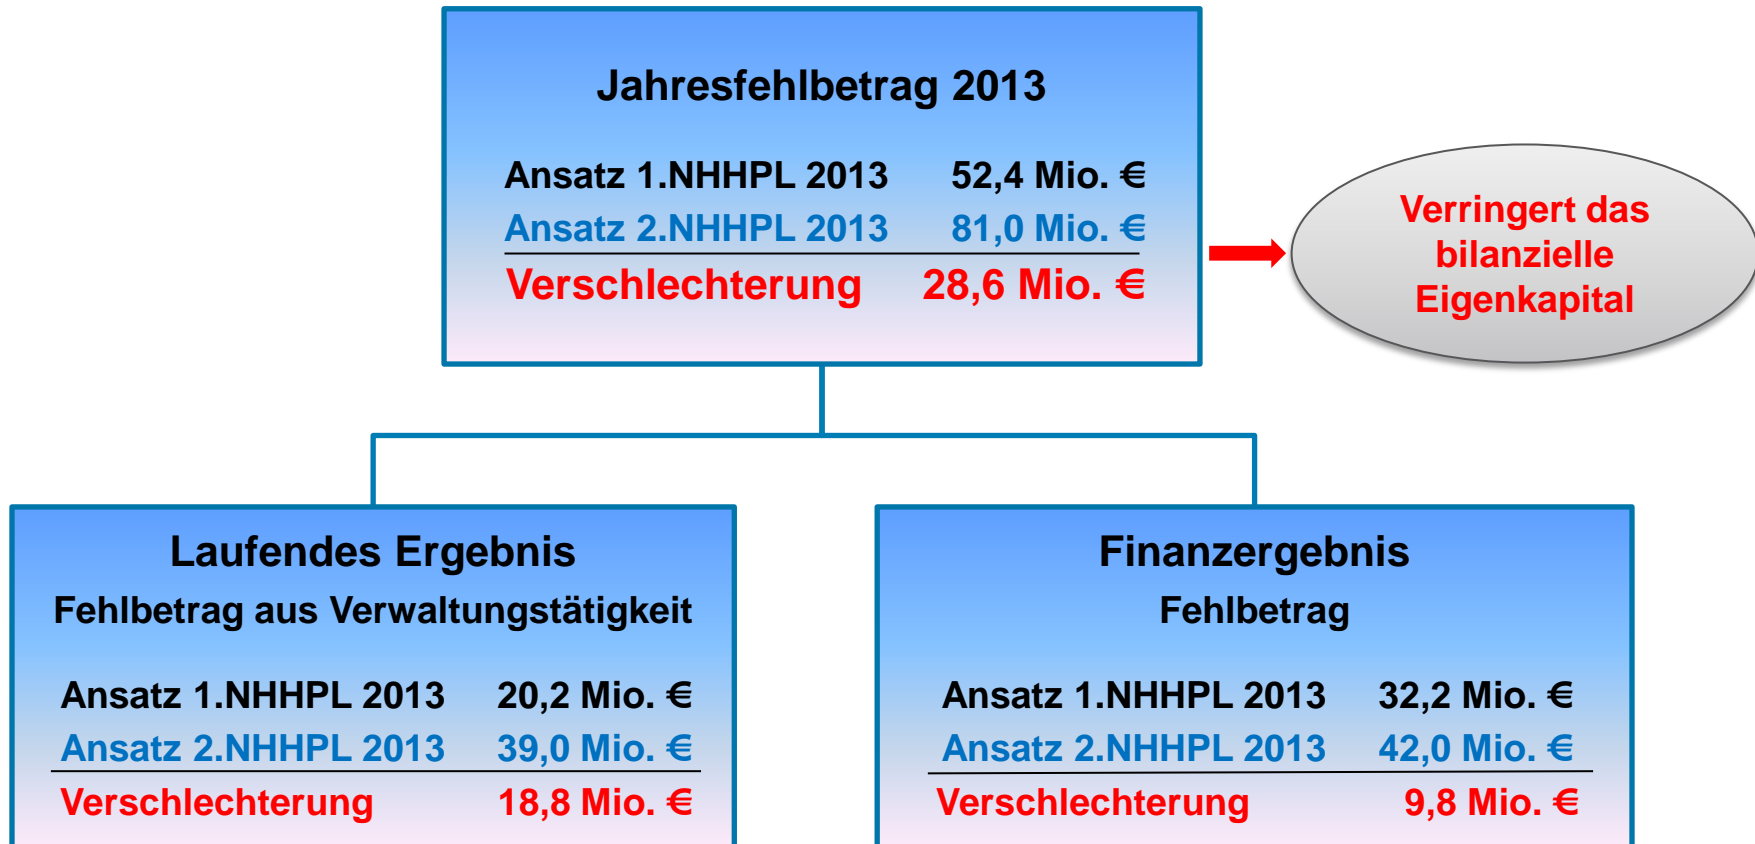 Jahresfehlbetrag 2013
Ansatz 1.NHHPL 2013 52,4 Mio. €
Ansatz 2.NHHPL 2013 81,0 Mio. €
Verschlechterung 28,6 Mio. €
Verringert das
bilanzielle
Eigenkapital
Laufendes Ergebnis
Fehlbetrag aus Verwaltungstätigkeit
Ansatz 1.NHHPL 2013 20,2 Mio. €
Ansatz 2.NHHPL 2013 39,0 Mio. €
Verschlechterung 18,8 Mio. €
Finanzergebnis
Fehlbetrag
Ansatz 1.NHHPL 2013 32,2 Mio. €
Ansatz 2.NHHPL 2013 42,0 Mio. €
Verschlechterung 9,8 Mio. €